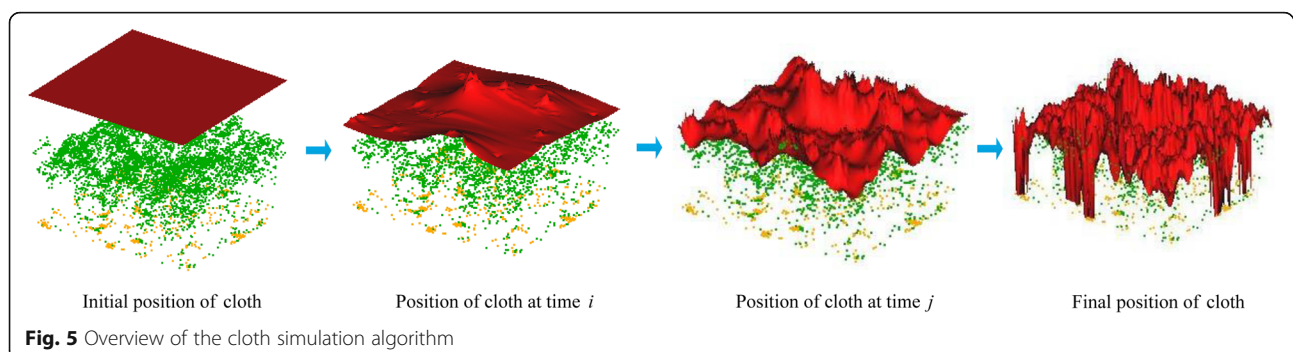 Initial position of cloth
Position of cloth at time i
Position of cloth at time j
Final position of cloth
Fig. 5 Overview of the cloth simulation algorithm